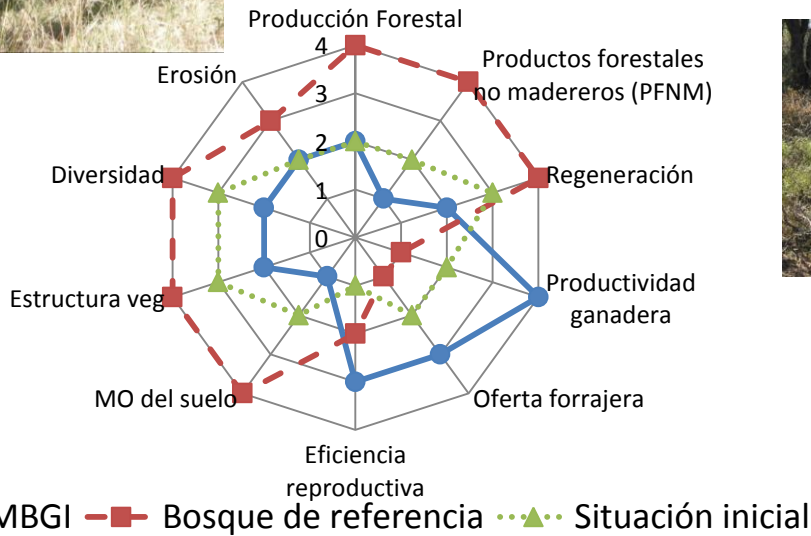 Producción Forestal
4
Erosión
Productos forestales
no madereros (PFNM)
3
2
Diversidad
Regeneración
1
0
Estructura veg
Productividad
ganadera
MO del suelo
Oferta forrajera
Eficiencia
reproductiva
MBGI Bosque de referencia Situación inicial